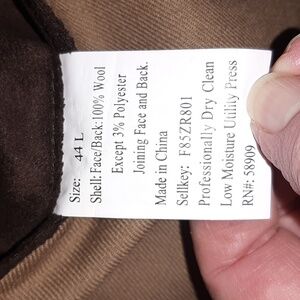 Size: 44 L
Shell: Face/Back:100% Wool
Except 3% Polyester
Joining Face and Back.
Made in China
Sellkey: F85ZR801
Professionally Dry Clean
Low Moisture Utility Press
RN#: 58909